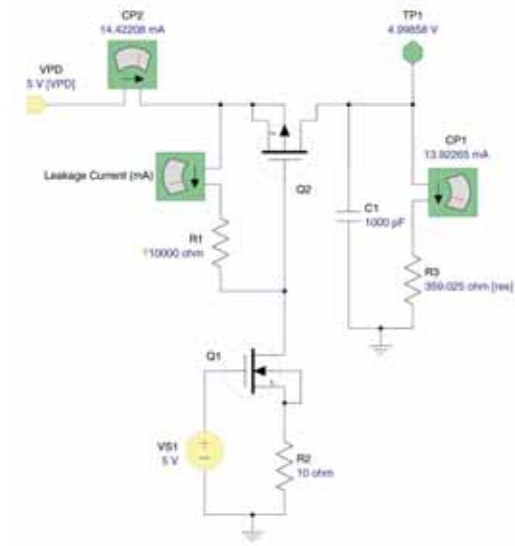 CP2
14.42208 mA
TP1
4.99858 V
VPD
5 V [VPD]
CP1
13.92265 mA
Leakage Current (mA)
Q2
C1
1000 pF
R1
10000 ohm
R3
359.025 ohm [res]
Q1
VS1
5 V
R2
10 ohm